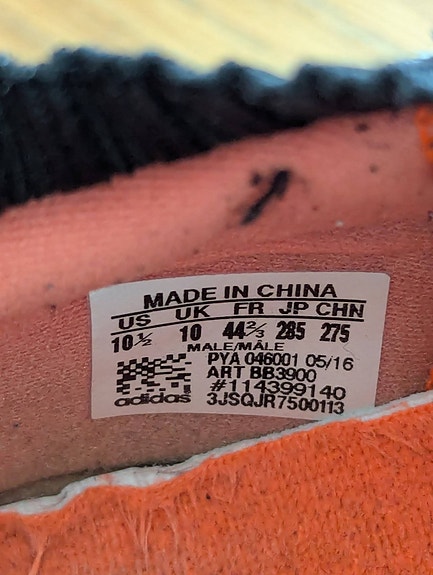 MADE IN CHINA
US UK FR JP CHN
10½ 10 44⅔ 285 275
MALE/MÂLE
PYA 046001 05/16
ART BB3900
#114399140
adidas 3JSQJR7500113